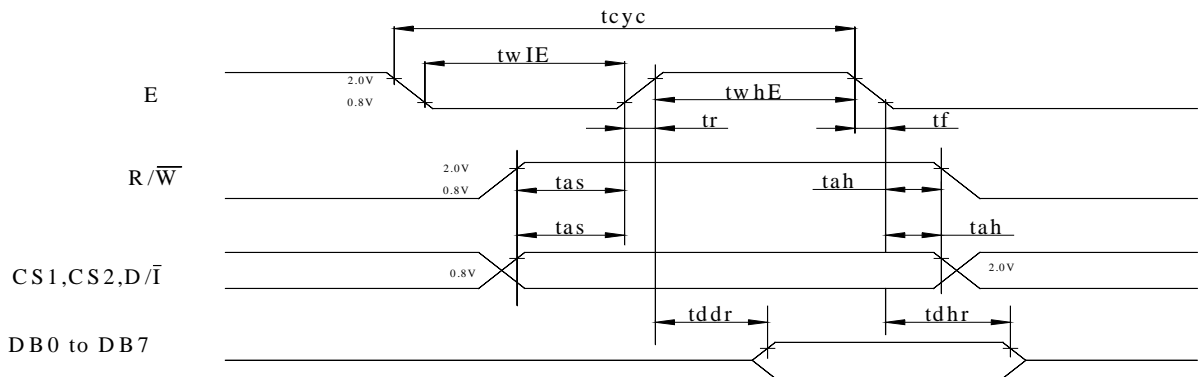 tcyc
twIE
E
2.0V
0.8V
twhE
tr
tf
R/W̅
2.0V
0.8V
tas
tah
tas
tah
CS1,CS2,D/I̅
0.8V
2.0V
tddr
tdhr
DB0 to DB7